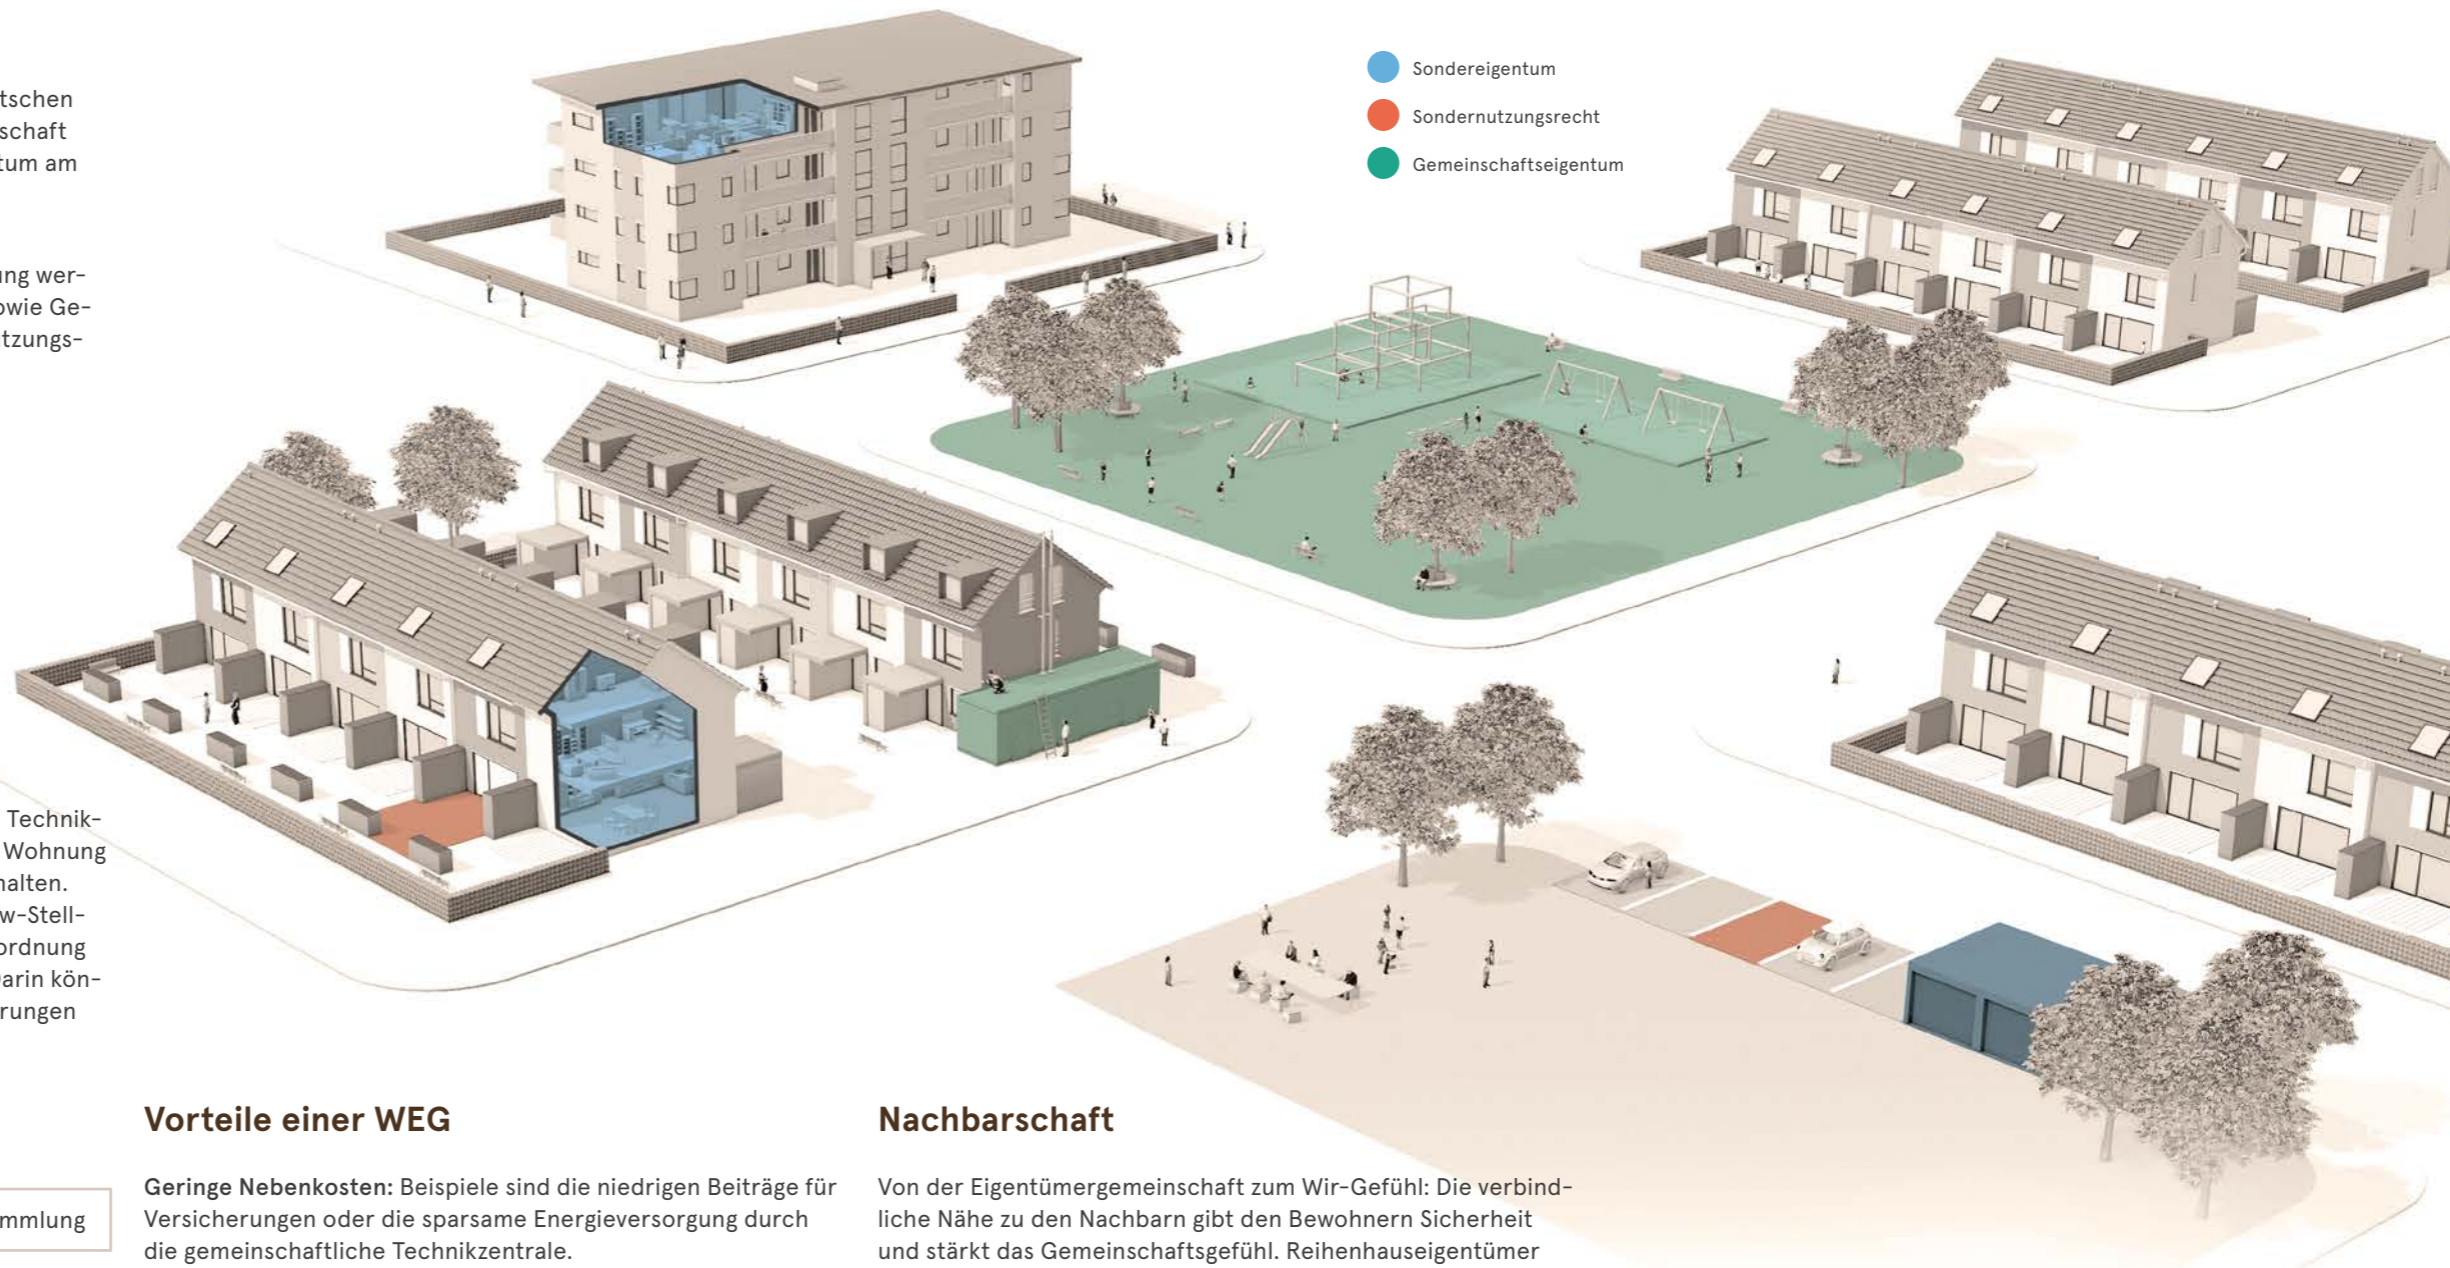 tschen
schaft
tum am
ung wer-
owie Ge-
tzungs-
Technik-
Wohnung
halten.
w-Stell-
ordnung
Darin kön-
rungen
mmlung
Sondereigentum
Sondernutzungsrecht
Gemeinschaftseigentum
Vorteile einer WEG
Geringe Nebenkosten: Beispiele sind die niedrigen Beiträge für
Versicherungen oder die sparsame Energieversorgung durch
die gemeinschaftliche Technikzentrale.
Nachbarschaft
Von der Eigentümergemeinschaft zum Wir-Gefühl: Die verbind-
liche Nähe zu den Nachbarn gibt den Bewohnern Sicherheit
und stärkt das Gemeinschaftsgefühl. Reihenhauseigentümer